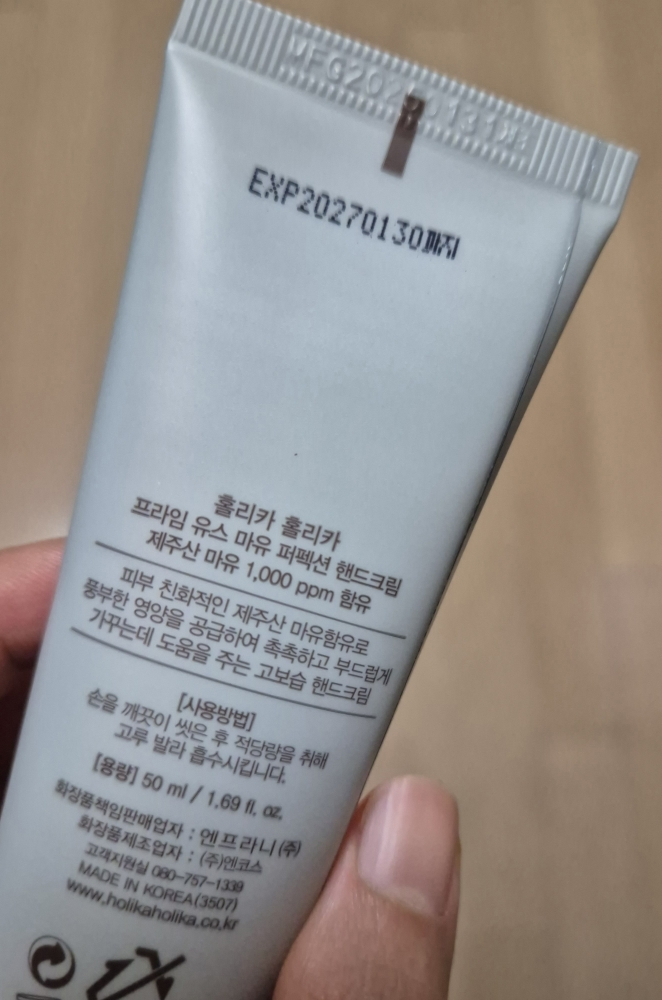 EXP20270130까지
홀리카 홀리카
프라임 유스 마유 퍼펙션 핸드크림
제주산 마유 1,000 ppm 함유
피부 친화적인 제주산 마유함유로
풍부한 영양을 공급하여 촉촉하고 부드럽게
가꾸는데 도움을 주는 고보습 핸드크림
[사용방법]
손을 깨끗이 씻은 후 적당량을 취해
고루 발라 흡수시킵니다.
[용량] 50 ml / 1.69 fl. oz.
화장품책임판매업자 : 엔프라니(주)
화장품제조업자 : (주)엔코스
고객지원실 080-757-1339
MADE IN KOREA(3507)
www.holikaholika.co.kr